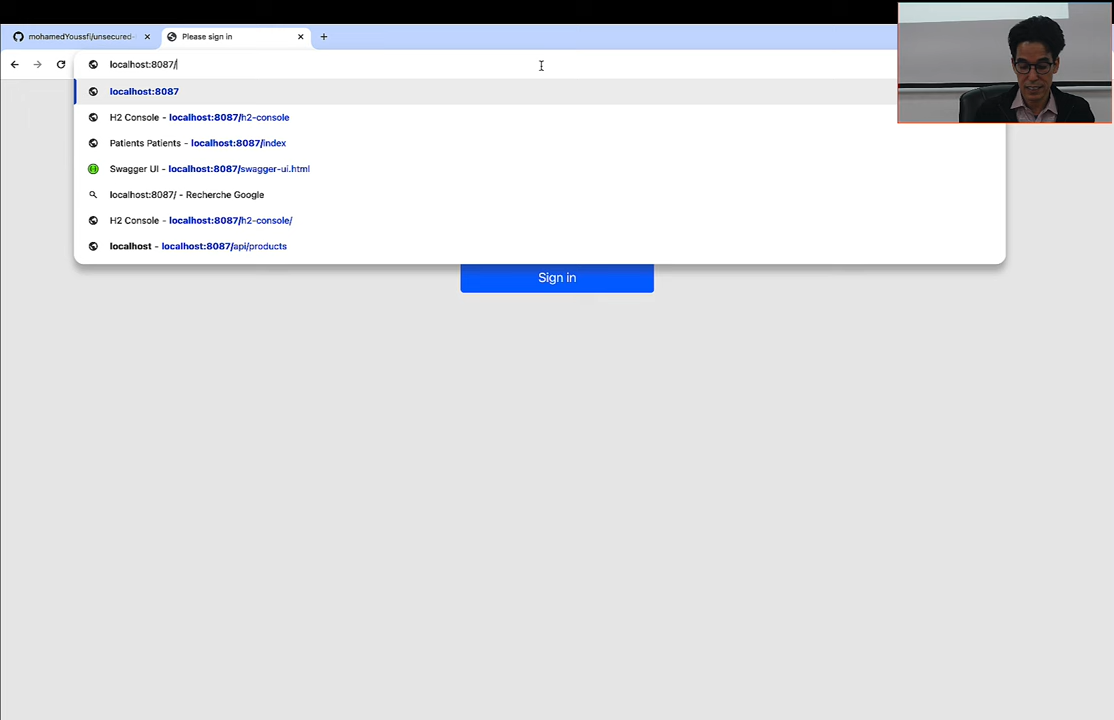 mohamedYoussfi/unsecured-
Please sign in
localhost:8087/
localhost:8087
H2 Console - localhost:8087/h2-console
Patients Patients - localhost:8087/index
Swagger UI - localhost:8087/swagger-ui.html
localhost:8087/ - Recherche Google
H2 Console - localhost:8087/h2-console/
localhost - localhost:8087/api/products
Sign in